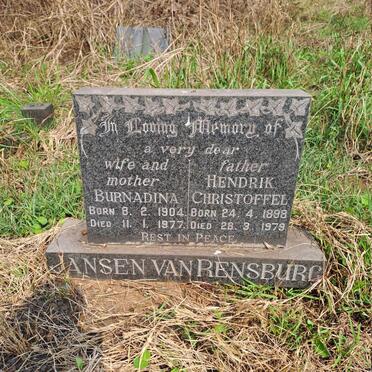 In Loving Memory of
a very dear
wife and father
mother HENDRIK
BURNADINA CHRISTOFFEL
BORN 8. 2. 1904. BORN 24. 4. 1898
DIED 11. 1. 1977. DIED 28. 3. 1979
REST IN PEACE
JANSEN VAN RENSBURG